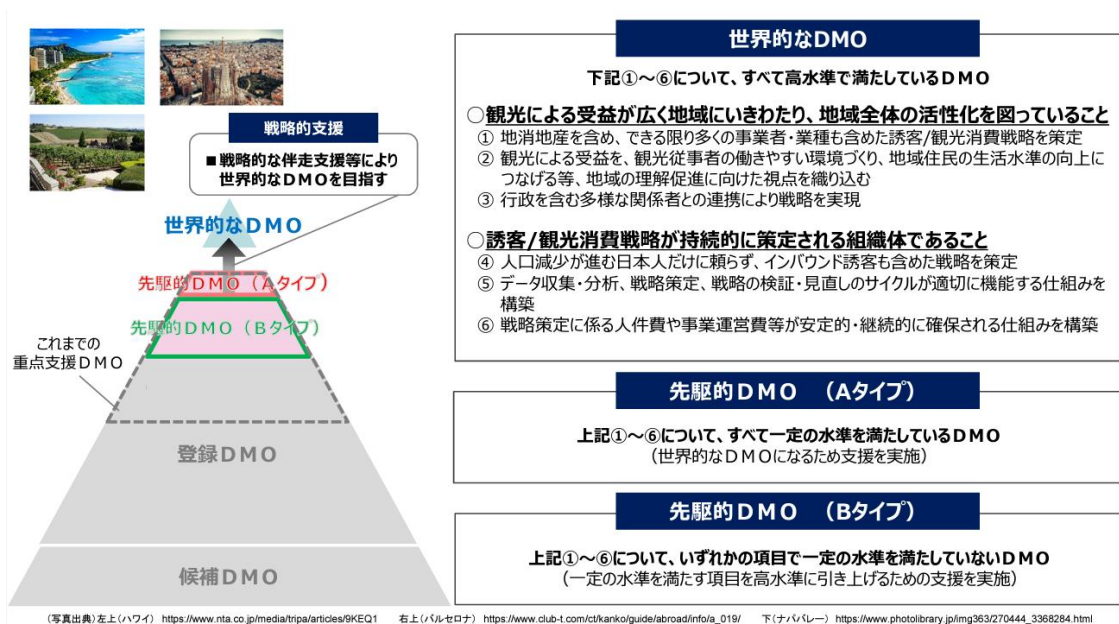 戦略的支援
■戦略的な伴走支援等により
世界的なDMOを目指す
世界的なDMO
先駆的DMO(Aタイプ)
先駆的DMO(Bタイプ)
これまでの
重点支援DMO
登録DMO
候補DMO
世界的なDMO
下記①～⑥について、すべて高水準で満たしているDMO
○観光による受益が広く地域にいきわたり、地域全体の活性化を図っていること
① 地消地産を含め、できる限り多くの事業者・業種も含めた誘客/観光消費戦略を策定
② 観光による受益を、観光従事者の働きやすい環境づくり、地域住民の生活水準の向上に
つなげる等、地域の理解促進に向けた視点を織り込む
③ 行政を含む多様な関係者との連携により戦略を実現
○誘客/観光消費戦略が持続的に策定される組織体であること
④ 人口減少が進む日本人だけに頼らず、インバウンド誘客も含めた戦略を策定
⑤ データ収集・分析、戦略策定、戦略の検証・見直しのサイクルが適切に機能する仕組みを
構築
⑥ 戦略策定に係る人件費や事業運営費等が安定的・継続的に確保される仕組みを構築
先駆的DMO (Aタイプ)
上記①～⑥について、すべて一定の水準を満たしているDMO
(世界的なDMOになるため支援を実施)
先駆的DMO (Bタイプ)
上記①～⑥について、いずれかの項目で一定の水準を満たしていないDMO
(一定の水準を満たす項目を高水準に引き上げるための支援を実施)
(写真出典)左上(ハワイ) https://www.nta.co.jp/media/tripa/articles/9KEQ1 右上(バルセロナ) https://www.club-t.com/ct/kanko/guide/abroad/info/a_019/ 下(ナパバレー) https://www.photolibrary.jp/img363/270444_3368284.html